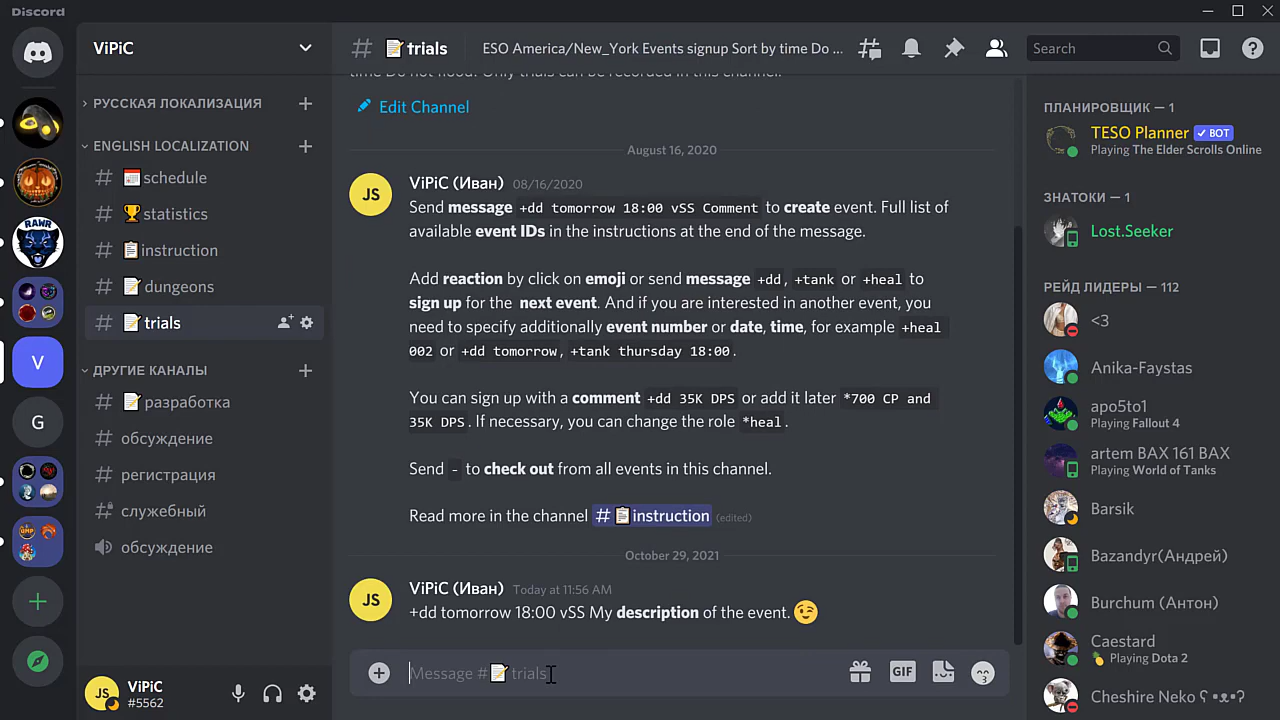 Discord
ViPiC
РУССКАЯ ЛОКАЛИЗАЦИЯ
ENGLISH LOCALIZATION
schedule
statistics
instruction
dungeons
trials
ДРУГИЕ КАНАЛЫ
разработка
обсуждение
регистрация
служебный
обсуждение
V
G
JS
ViPiC
#5562
# trials
ESO America/New_York Events signup Sort by time Do ...
Search
time Do not flood. Only trials can be recorded in this channel.
Edit Channel
August 16, 2020
JS
ViPiC (Иван) 08/16/2020
Send message +dd tomorrow 18:00 vSS Comment to create event. Full list of
available event IDs in the instructions at the end of the message.
Add reaction by click on emoji or send message +dd, +tank or +heal to
sign up for the next event. And if you are interested in another event, you
need to specify additionally event number or date, time, for example +heal
002 or +dd tomorrow, +tank thursday 18:00.
You can sign up with a comment +dd 35K DPS or add it later *700 CP and
35K DPS. If necessary, you can change the role *heal.
Send - to check out from all events in this channel.
Read more in the channel # instruction (edited)
October 29, 2021
JS
ViPiC (Иван) Today at 11:56 AM
+dd tomorrow 18:00 vSS My description of the event. 😉
Message # trials
GIF
ПЛАНИРОВЩИК — 1
TESO Planner ✓ BOT
Playing The Elder Scrolls Online
ЗНАТОКИ — 1
Lost.Seeker
РЕЙД ЛИДЕРЫ — 112
<3
Anika-Faystas
apo5to1
Playing Fallout 4
artem BAX 161 BAX
Playing World of Tanks
Barsik
Bazandyr(Андрей)
Burchum (Антон)
Caestard
Playing Dota 2
Cheshire Neko ʕ •ᴥ•ʔ